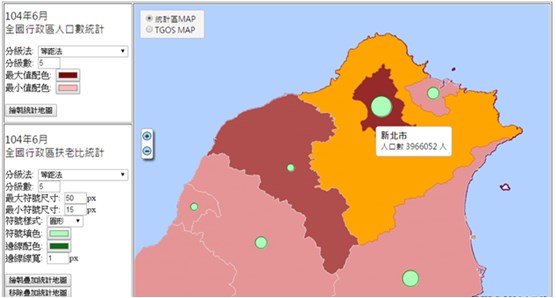 104年6月
全國行政區人口數統計
分級法: 等距法
分級數: 5
最大值配色:
最小值配色:
繪製統計地圖
104年6月
全國行政區扶老比統計
分級法: 等距法
分級數: 5
最大符號尺寸: 50 px
最小符號尺寸: 15 px
符號樣式: 圓形
符號填色:
邊線配色:
邊線線寬: 1 px
繪製疊加統計地圖
移除疊加統計地圖
統計區MAP
TGOS MAP
新北市
人口數 3966052 人